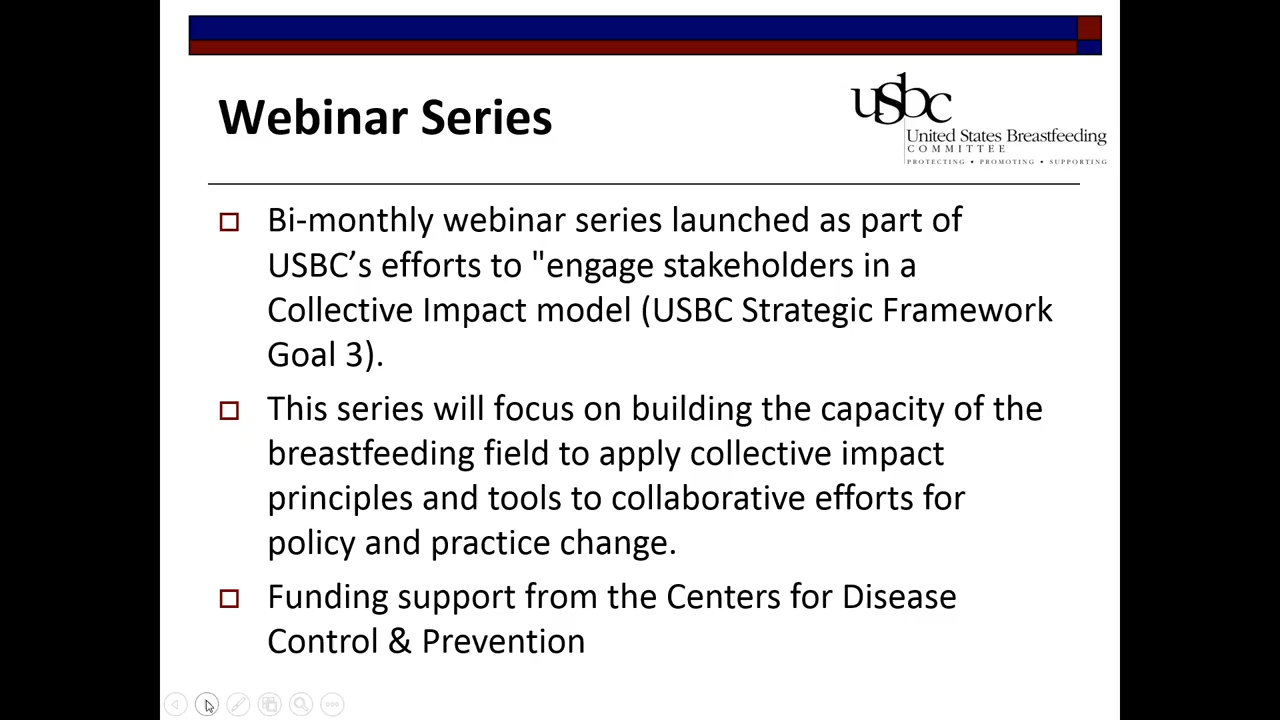 Webinar Series
usbc
United States Breastfeeding
COMMITTEE
PROTECTING • PROMOTING • SUPPORTING
Bi-monthly webinar series launched as part of
USBC’s efforts to "engage stakeholders in a
Collective Impact model (USBC Strategic Framework
Goal 3).
This series will focus on building the capacity of the
breastfeeding field to apply collective impact
principles and tools to collaborative efforts for
policy and practice change.
Funding support from the Centers for Disease
Control & Prevention